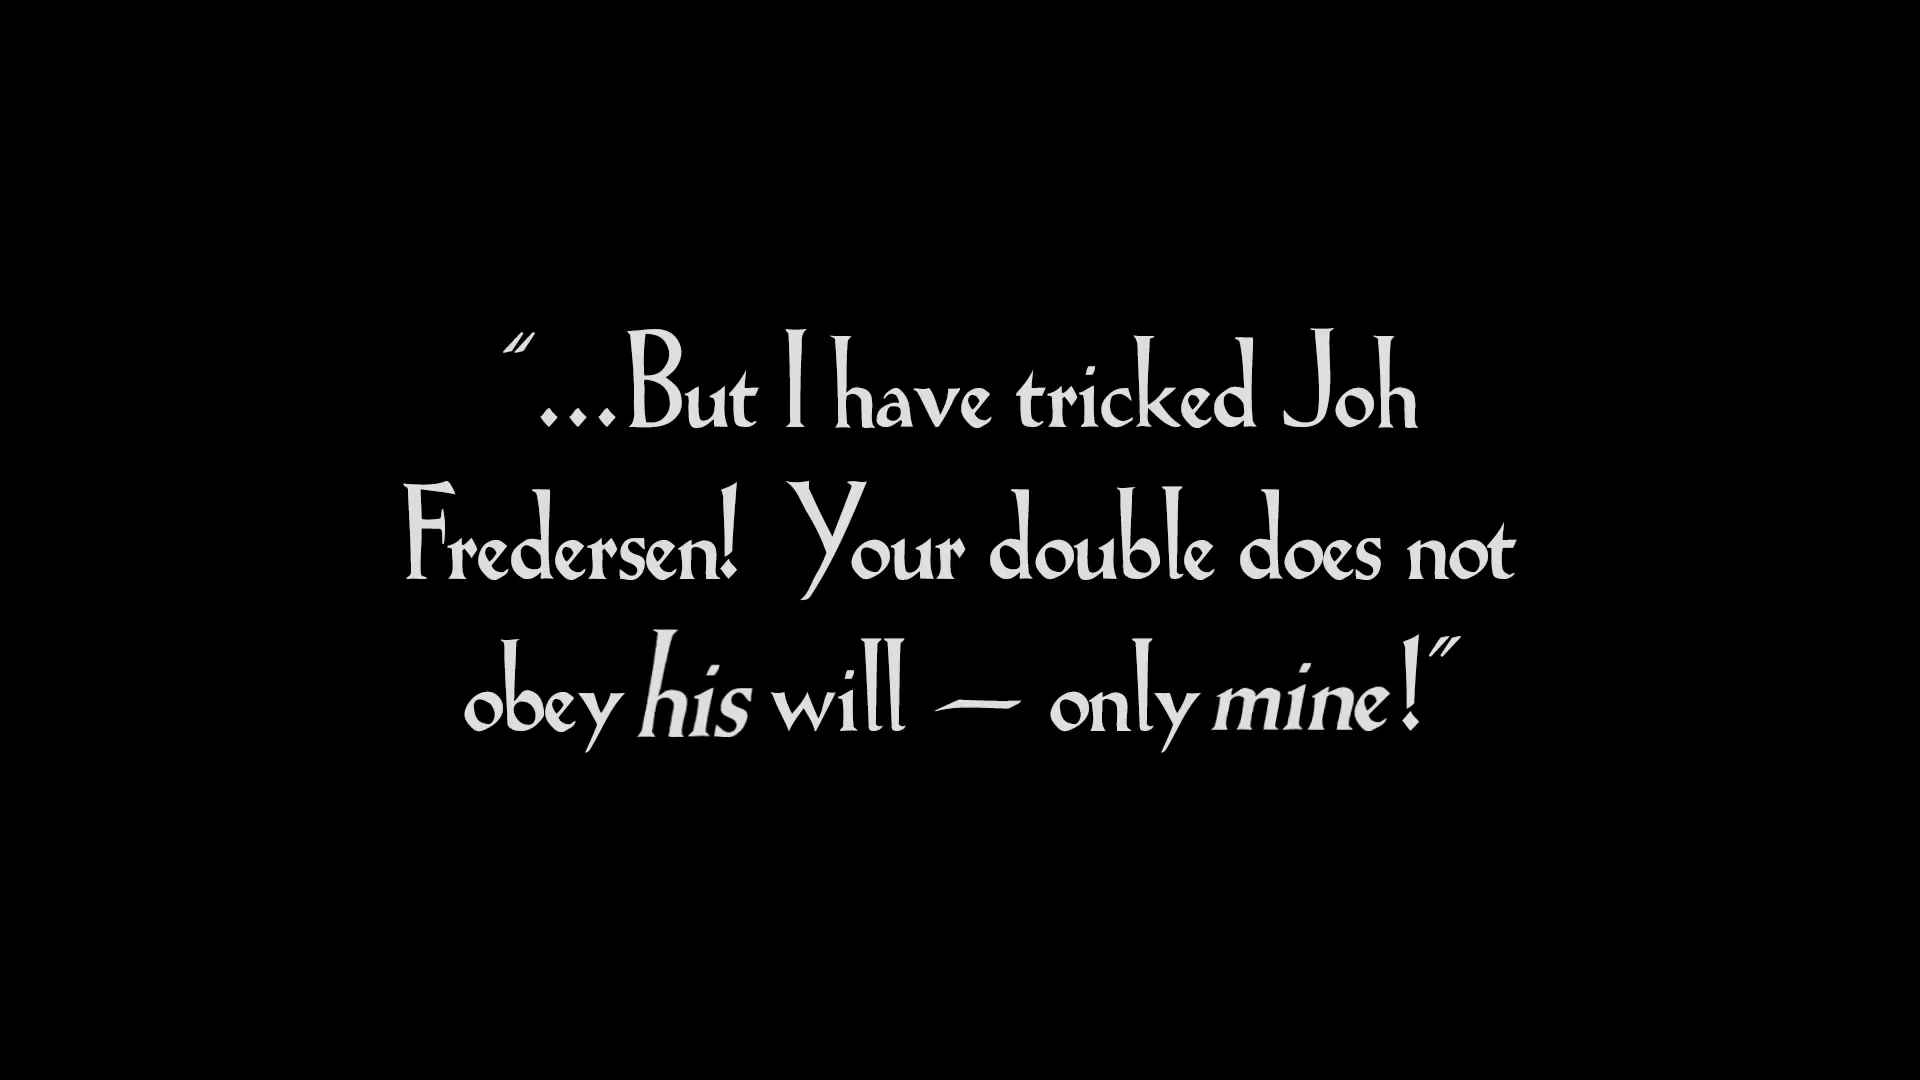 “...But I have tricked Joh
Fredersen! Your double does not
obey his will — only mine!”